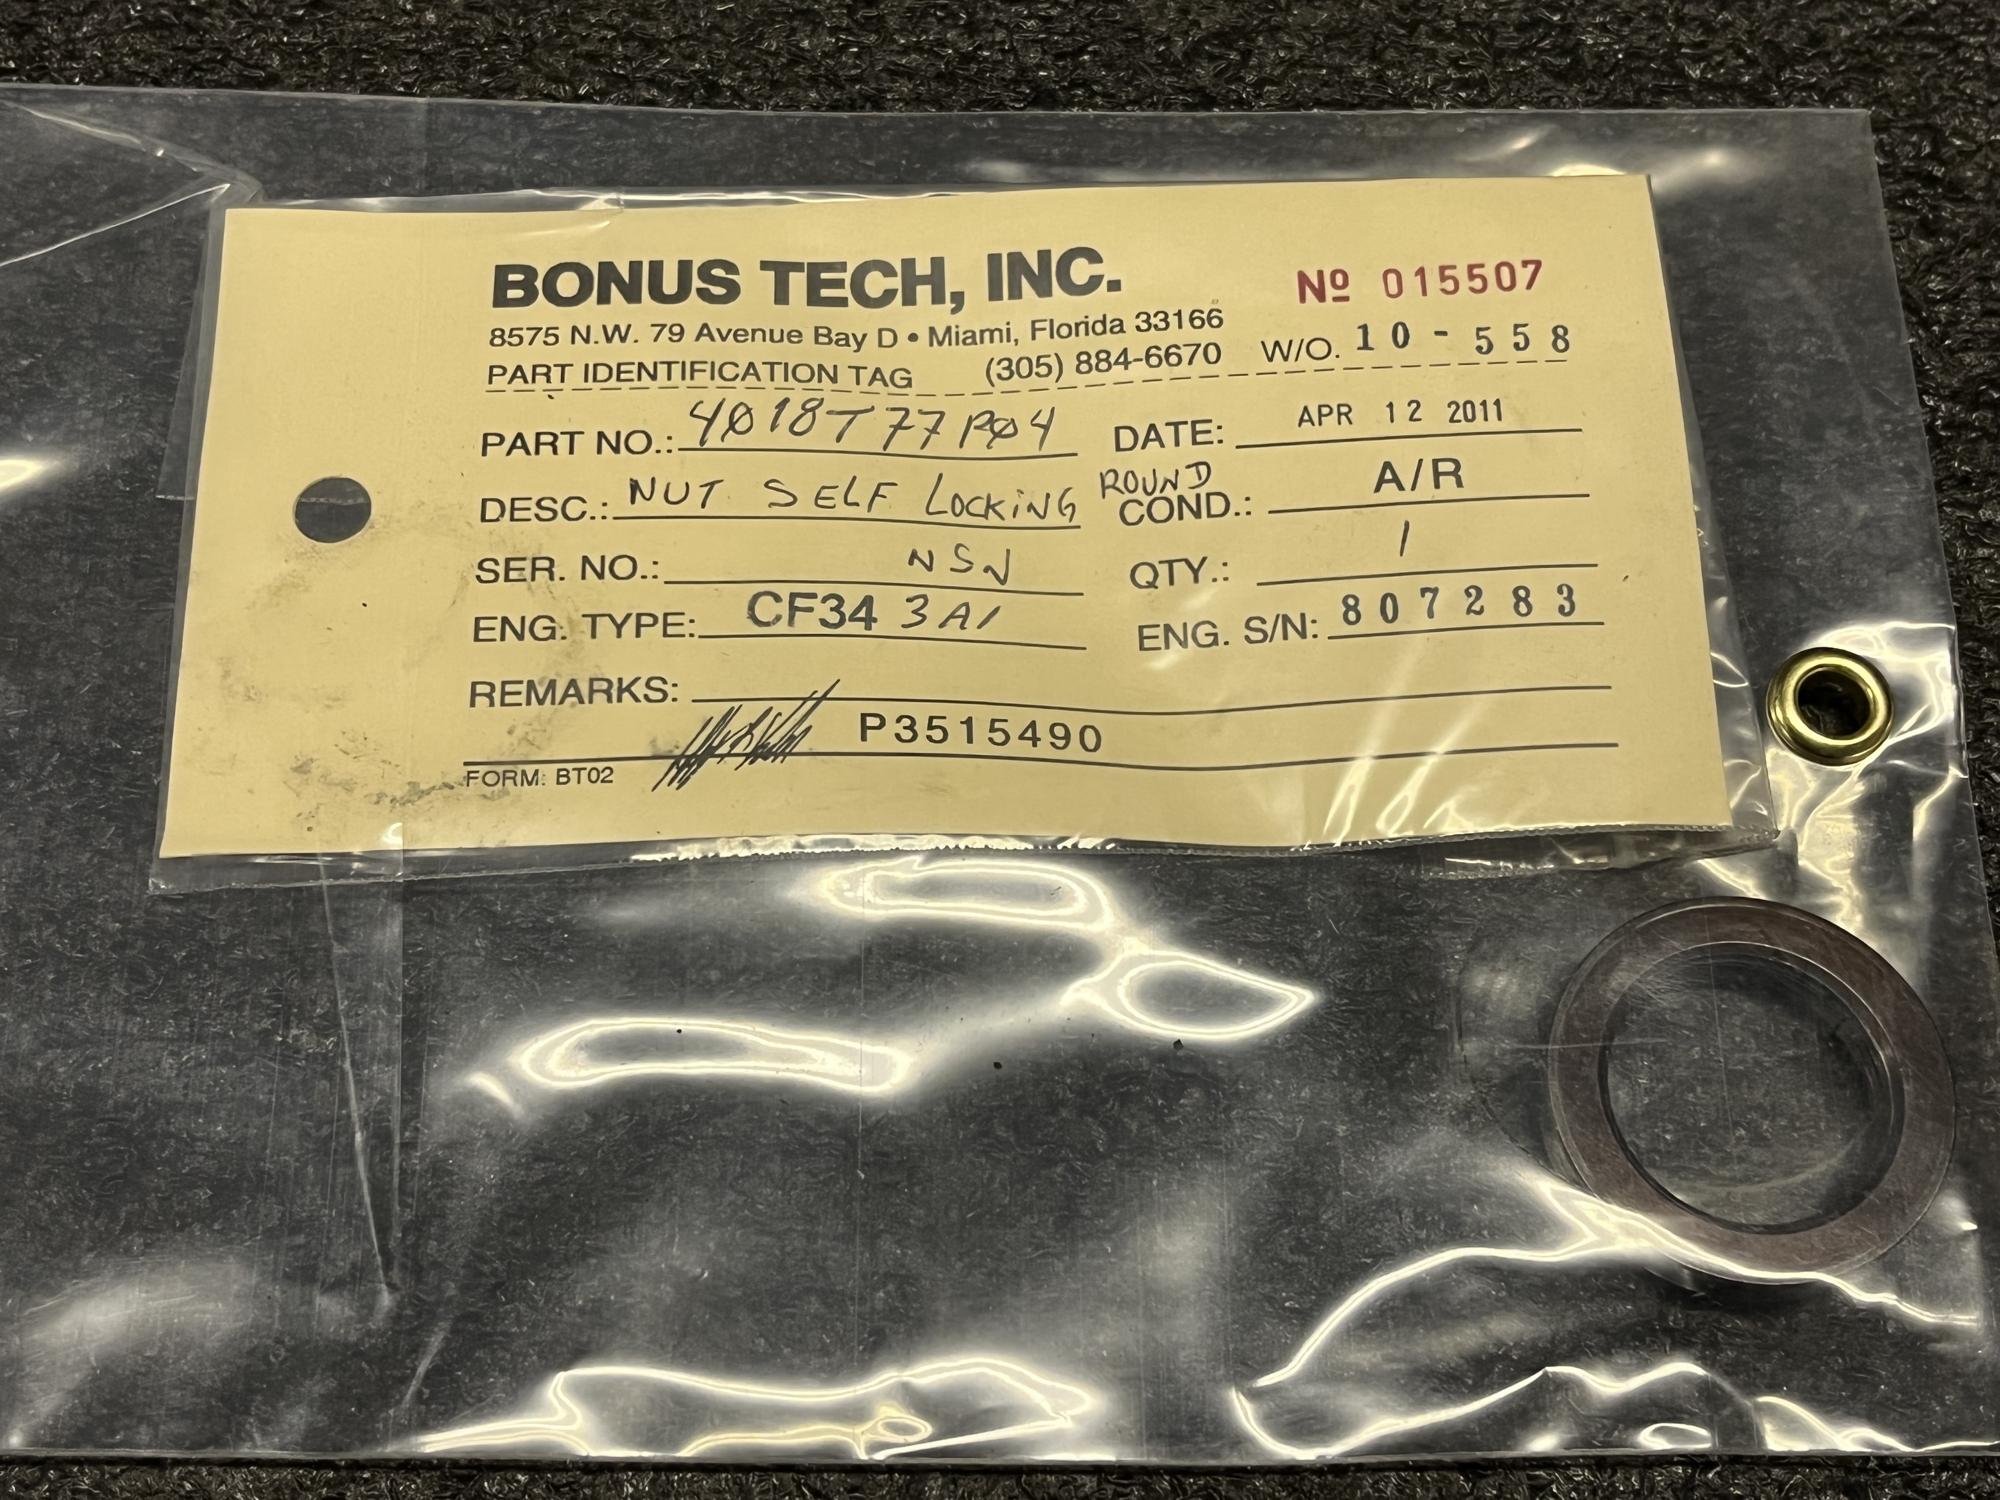 BONUS TECH, INC.
Nº 015507
8575 N.W. 79 Avenue Bay D • Miami, Florida 33166
PART IDENTIFICATION TAG (305) 884-6670 W/O. 10-558
PART NO.: 4018T77P04 DATE: APR 12 2011
DESC.: NUT SELF LOCKING ROUND COND.: A/R
SER. NO.: NSN QTY.: 1
ENG. TYPE: CF34 3A1 ENG. S/N: 807283
REMARKS:
P3515490
FORM: BT02